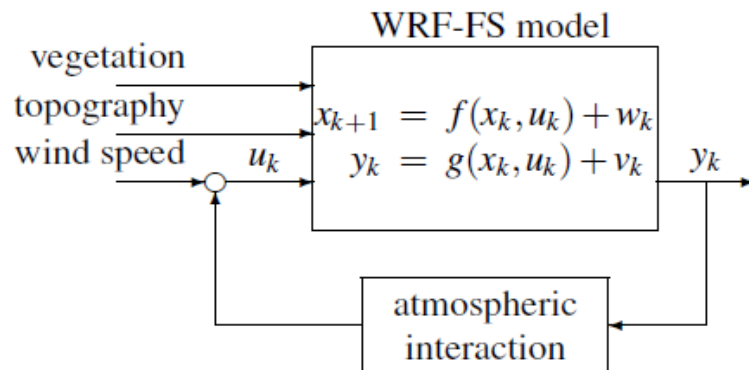 WRF-FS model
vegetation
topography
wind speed
u_k
x_{k+1} = f(x_k, u_k) + w_k
y_k = g(x_k, u_k) + v_k
y_k
atmospheric
interaction